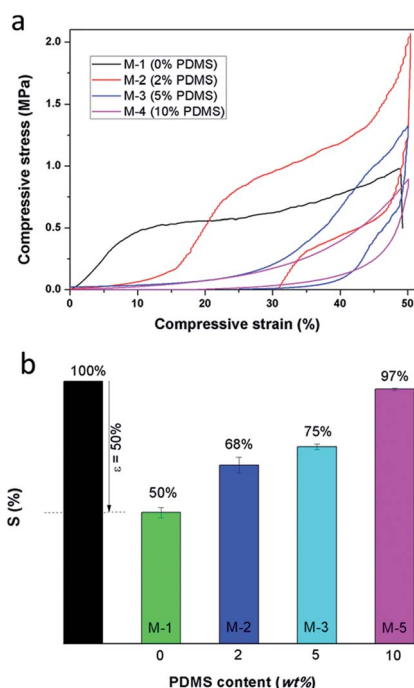 a
M-1 (0% PDMS)
M-2 (2% PDMS)
M-3 (5% PDMS)
M-4 (10% PDMS)
2.0
1.5
1.0
0.5
0.0
Compressive stress (MPa)
0 10 20 30 40 50
Compressive strain (%)
b
100%
ε = 50%
50%
68%
75%
97%
S (%)
M-1 M-2 M-3 M-5
0 2 5 10
PDMS content (wt%)